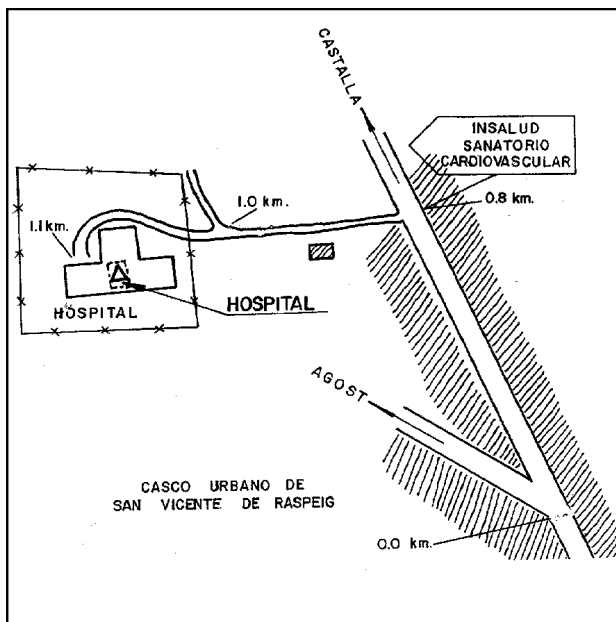 CASTALLA
INSALUD
SANATORIO
CARDIOVASCULAR
0.8 km.
1.0 km.
1.1 km.
HOSPITAL
HOSPITAL
AGOST
CASCO URBANO DE
SAN VICENTE DE RASPEIG
0.0 km.